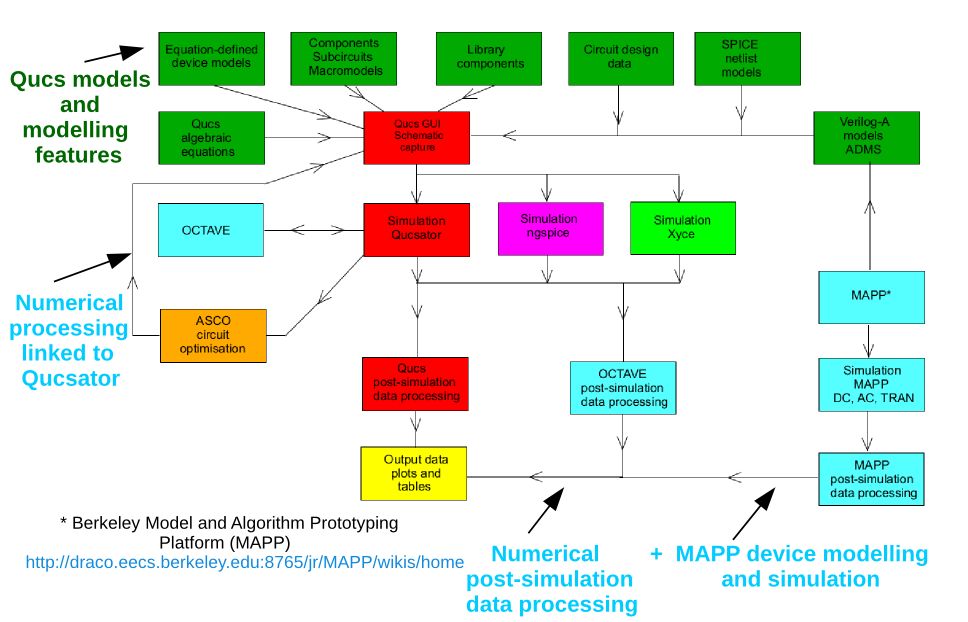 Equation-defined
device models
Components
Subcircuits
Macromodels
Library
components
Circuit design
data
SPICE
netlist
models
Qucs models
and
modelling
features
Qucs
algebraic
equations
Qucs GUI
Schematic
capture
Verilog-A
models
ADMS
OCTAVE
Simulation
Qucsator
Simulation
ngspice
Simulation
Xyce
Numerical
processing
linked to
Qucsator
ASCO
circuit
optimisation
MAPP*
Qucs
post-simulation
data processing
OCTAVE
post-simulation
data processing
Simulation
MAPP
DC, AC, TRAN
Output data
plots and
tables
MAPP
post-simulation
data processing
* Berkeley Model and Algorithm Prototyping
Platform (MAPP)
http://draco.eecs.berkeley.edu:8765/jr/MAPP/wikis/home
Numerical
post-simulation
data processing
+ MAPP device modelling
and simulation